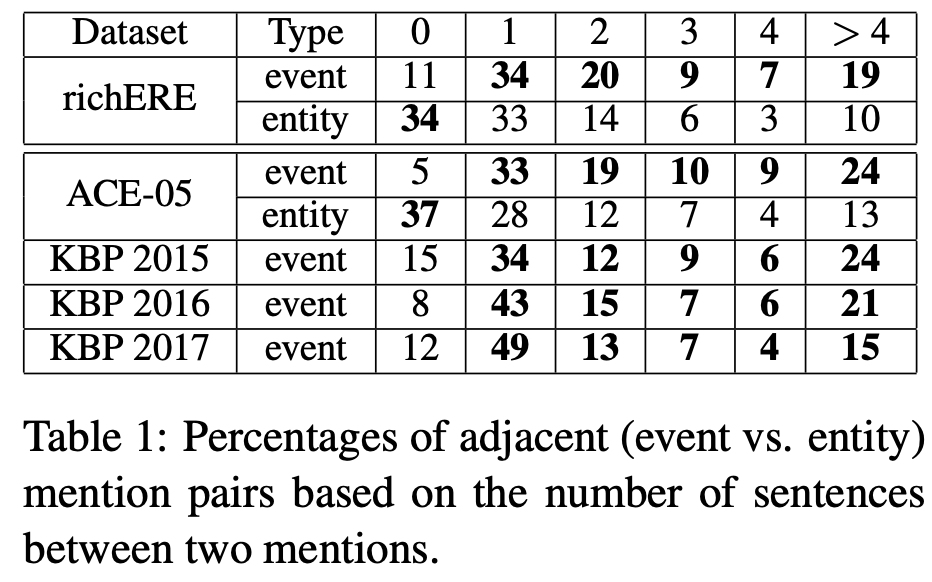 Dataset Type 0 1 2 3 4 > 4
richERE event 11 34 20 9 7 19
entity 34 33 14 6 3 10
ACE-05 event 5 33 19 10 9 24
entity 37 28 12 7 4 13
KBP 2015 event 15 34 12 9 6 24
KBP 2016 event 8 43 15 7 6 21
KBP 2017 event 12 49 13 7 4 15
Table 1: Percentages of adjacent (event vs. entity)
mention pairs based on the number of sentences
between two mentions.